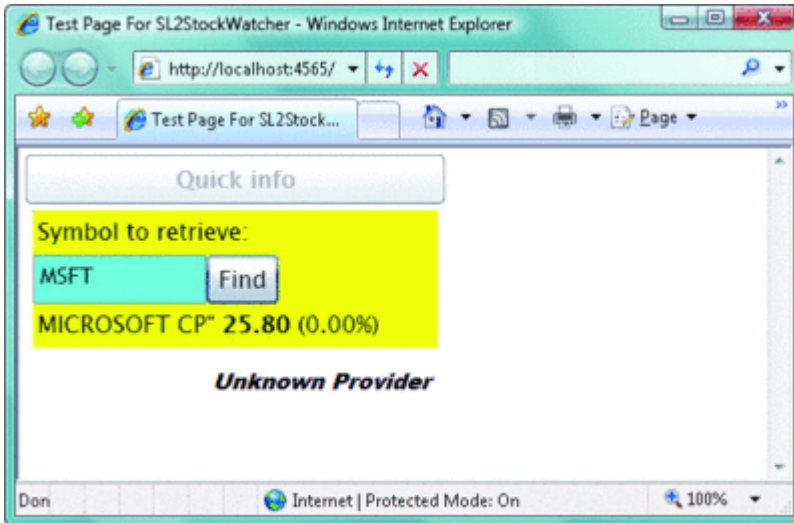 Test Page For SL2StockWatcher - Windows Internet Explorer
http://localhost:4565/
Test Page For SL2Stock...
Page
Quick info
Symbol to retrieve:
MSFT
Find
MICROSOFT CP" 25.80 (0.00%)
Unknown Provider
Don
Internet | Protected Mode: On
100%